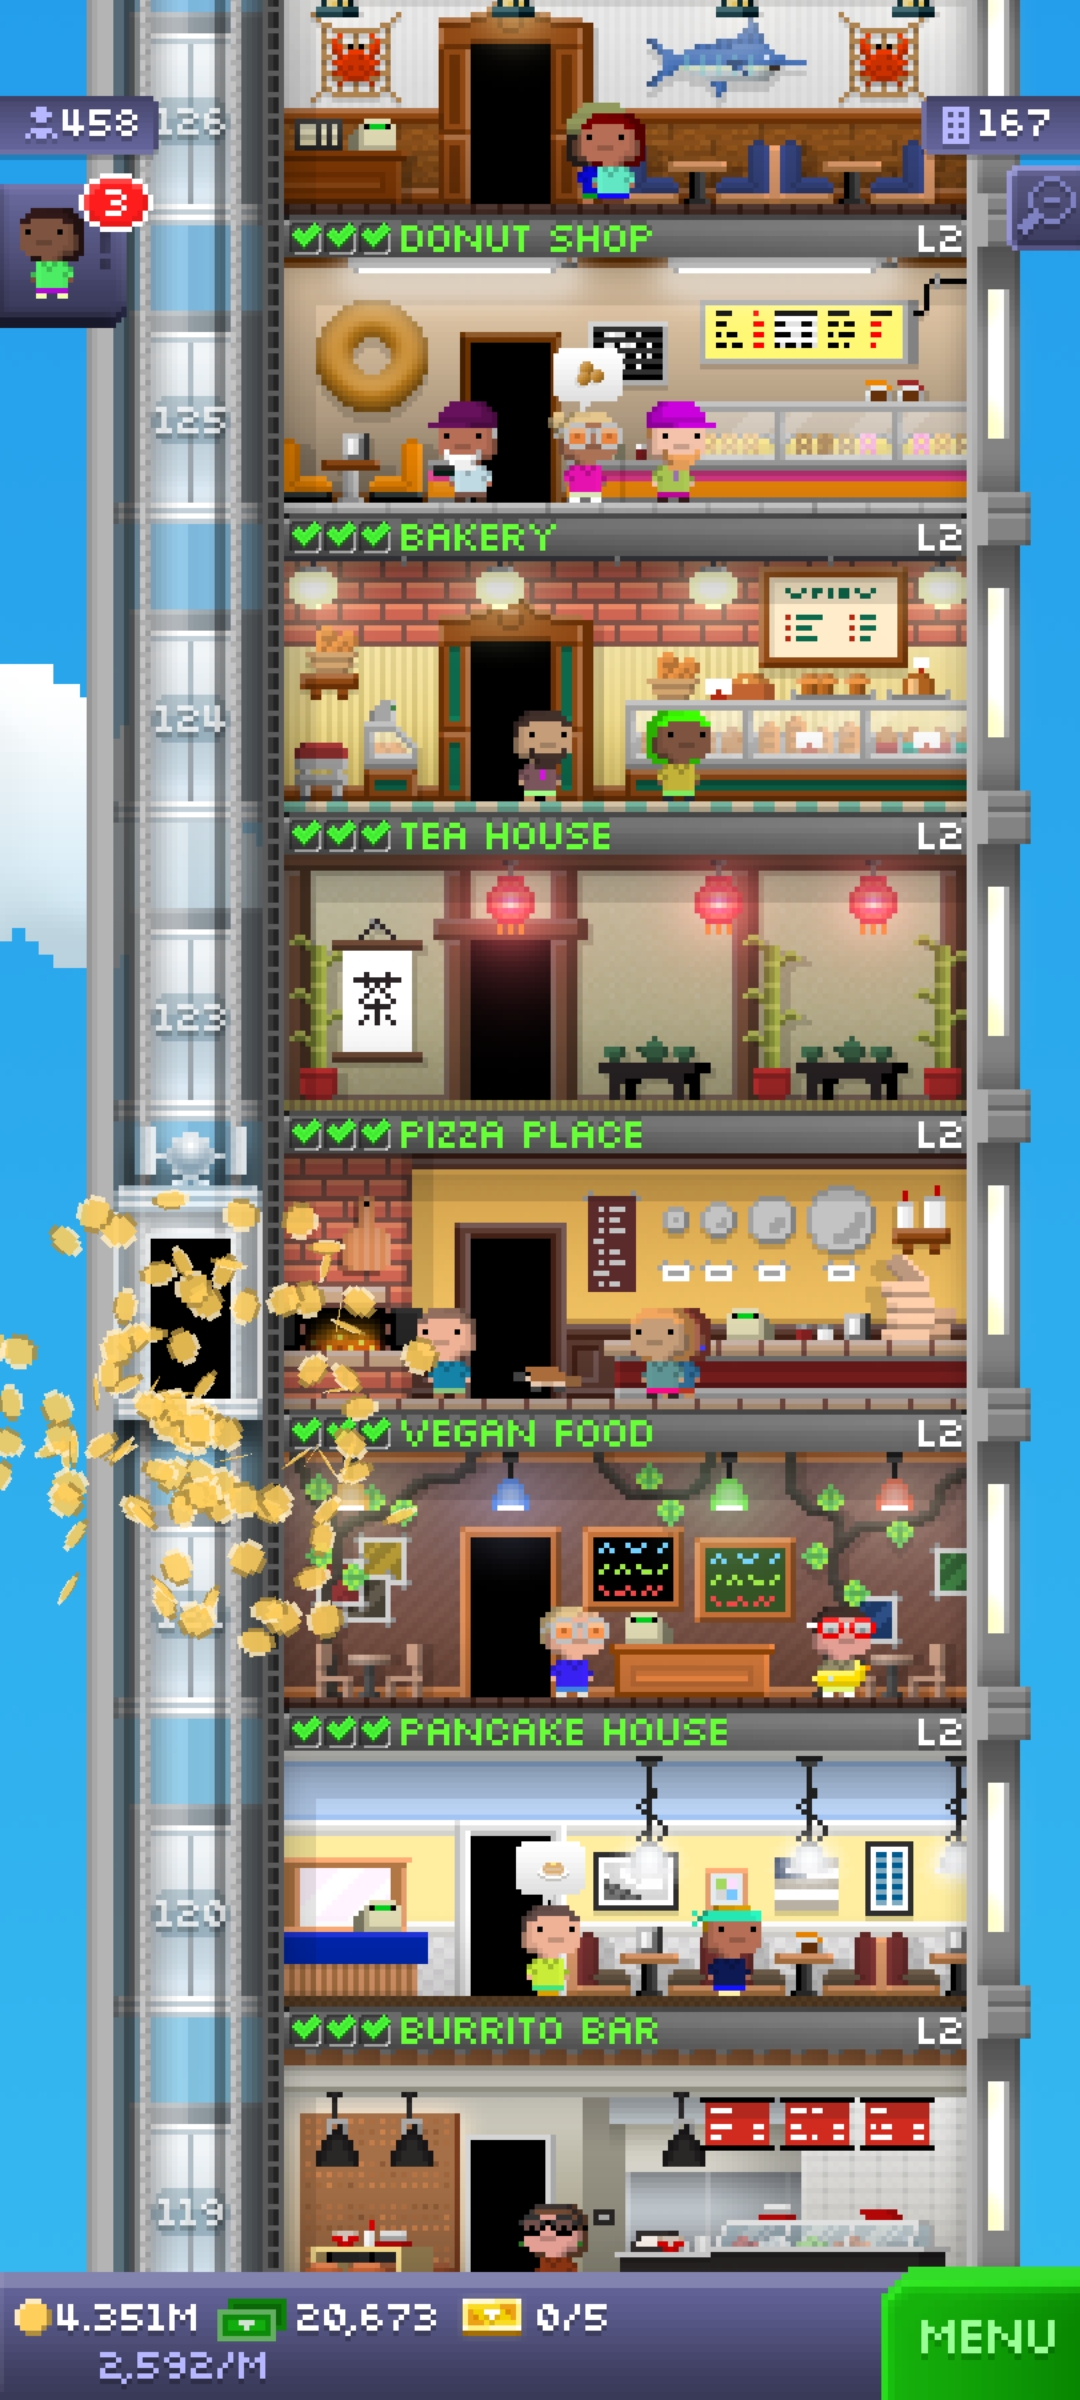 458
126
167
3
DONUT SHOP L2
125
BAKERY L2
124
TEA HOUSE L2
茶
123
PIZZA PLACE L2
VEGAN FOOD L2
PANCAKE HOUSE L2
120
BURRITO BAR L2
119
4.351M 20,673 0/5
MENU
2,592/M